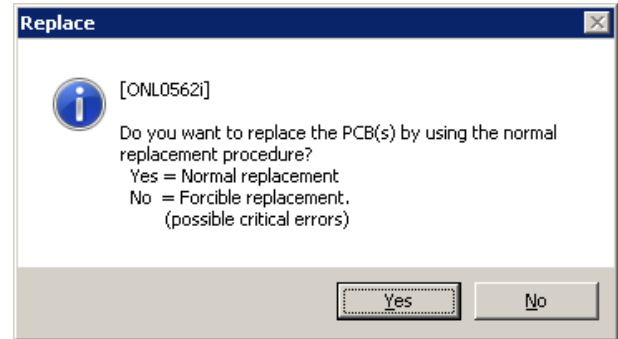 Replace
[ONL0562i]
Do you want to replace the PCB(s) by using the normal
replacement procedure?
Yes = Normal replacement
No = Forcible replacement.
(possible critical errors)
Yes
No